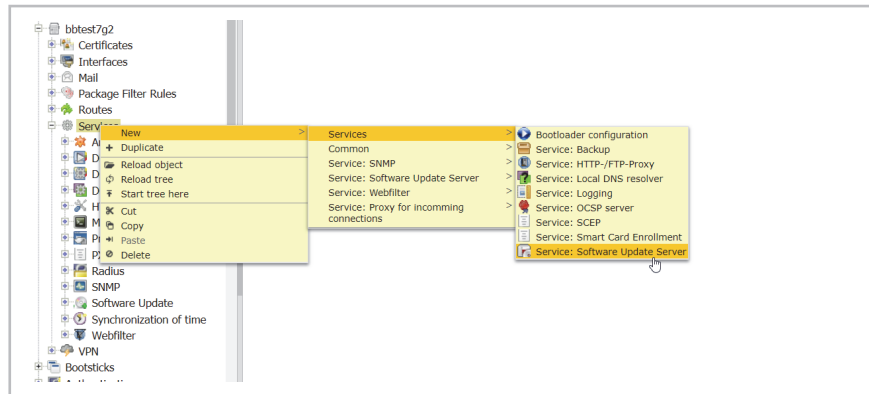 bbtest7g2
Certificates
Interfaces
Mail
Package Filter Rules
Routes
New >
+ Duplicate
Reload object
Reload tree
Start tree here
Cut
Copy
Paste
Delete
Services >
Common >
Service: SNMP >
Service: Software Update Server >
Service: Webfilter >
Service: Proxy for incomming >
connections
Bootloader configuration
Service: Backup
Service: HTTP-/FTP-Proxy
Service: Local DNS resolver
Service: Logging
Service: OCSP server
Service: SCEP
Service: Smart Card Enrollment
Service: Software Update Server
Radius
SNMP
Software Update
Synchronization of time
Webfilter
VPN
Bootsticks